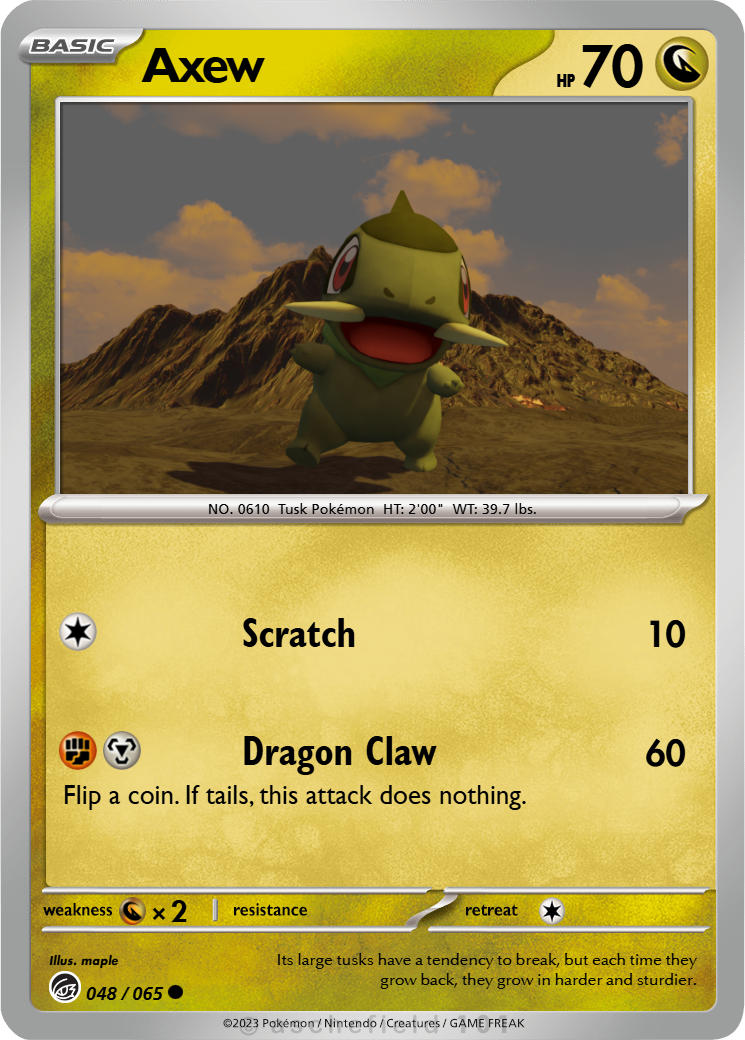 BASIC
Axew
HP 70
NO. 0610 Tusk Pokémon HT: 2'00" WT: 39.7 lbs.
Scratch 10
Dragon Claw 60
Flip a coin. If tails, this attack does nothing.
weakness × 2 resistance retreat
Illus. maple
Its large tusks have a tendency to break, but each time they
grow back, they grow in harder and sturdier.
048 / 065
©2023 Pokémon / Nintendo / Creatures / GAME FREAK